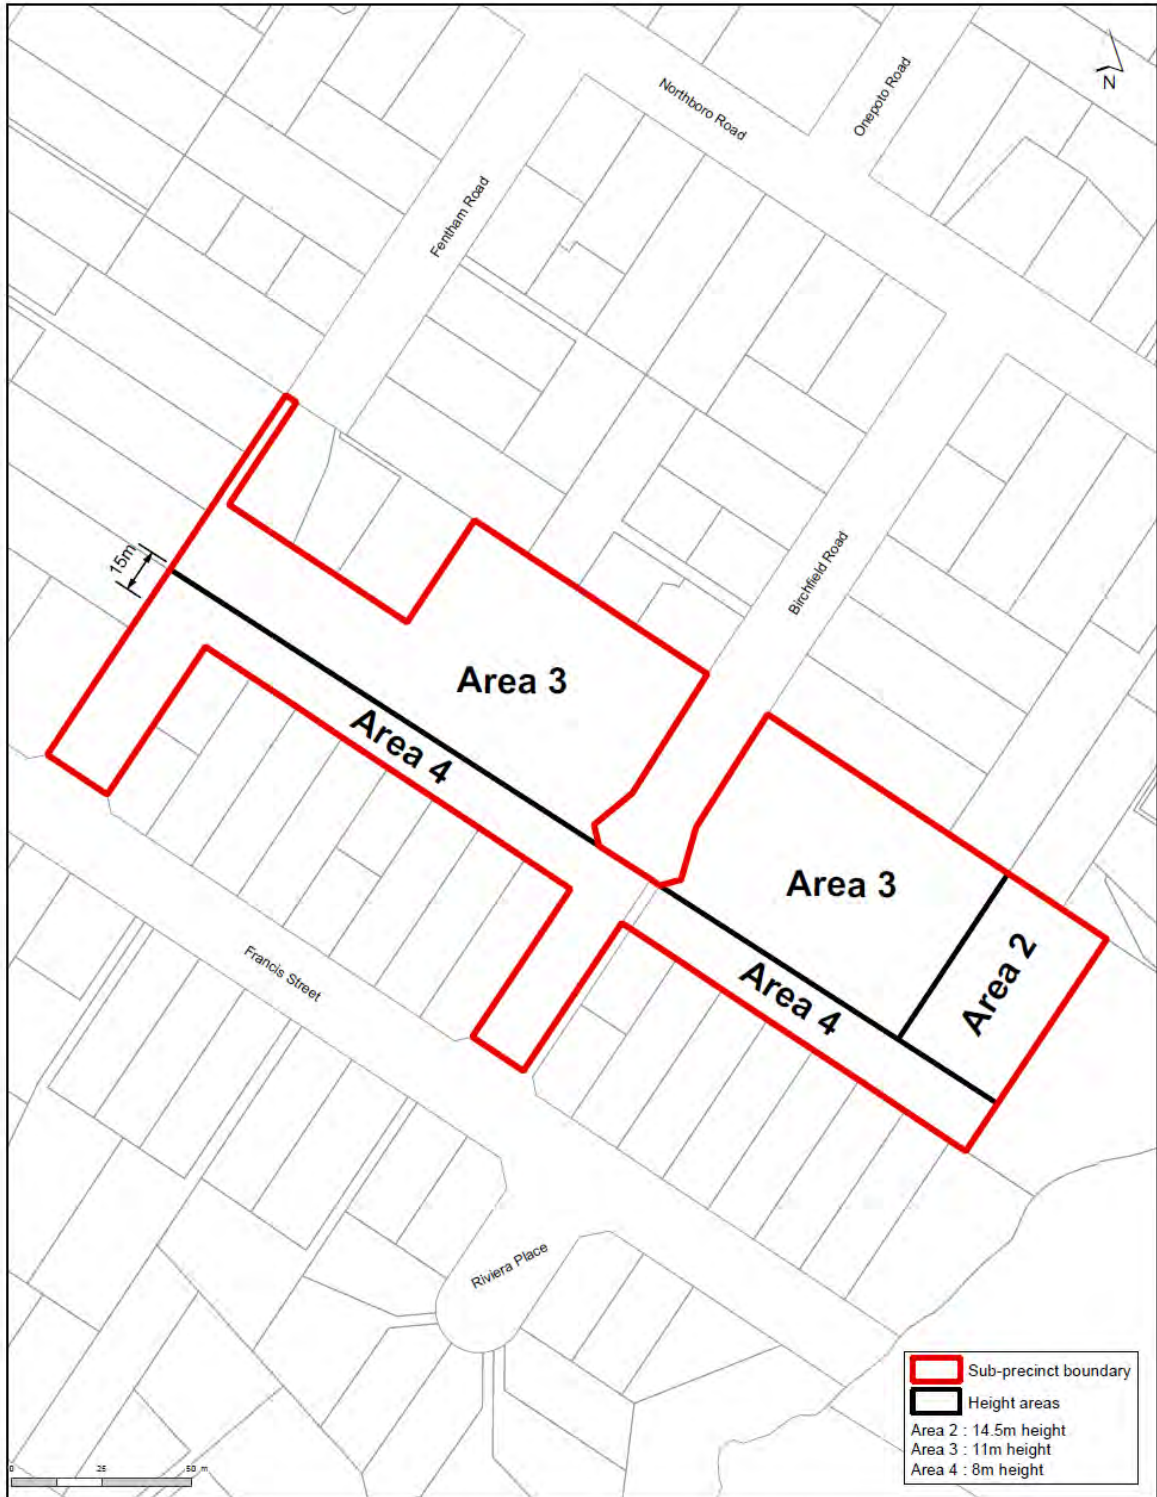 Northboro Road
Onepoto Road
N
Fentham Road
15m
Birchfield Road
Area 3
Area 4
Area 3
Area 2
Area 4
Francis Street
Riviera Place
Sub-precinct boundary
Height areas
Area 2 : 14.5m height
Area 3 : 11m height
Area 4 : 8m height
0 25 50 m